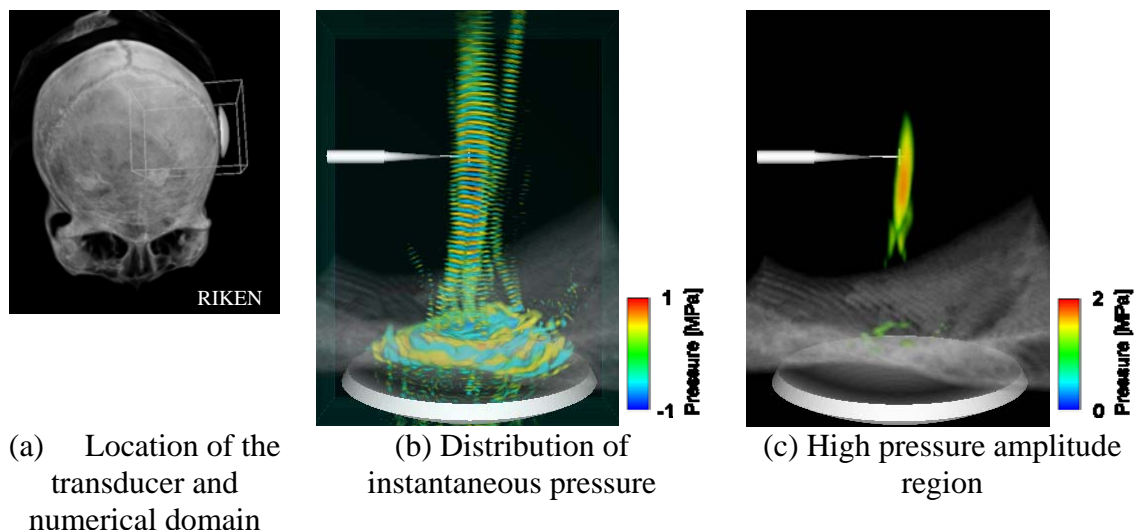 RIKEN
1
Pressure [MPa]
-1
2
Pressure [MPa]
0
(a) Location of the
transducer and
numerical domain
(b) Distribution of
instantaneous pressure
(c) High pressure amplitude
region